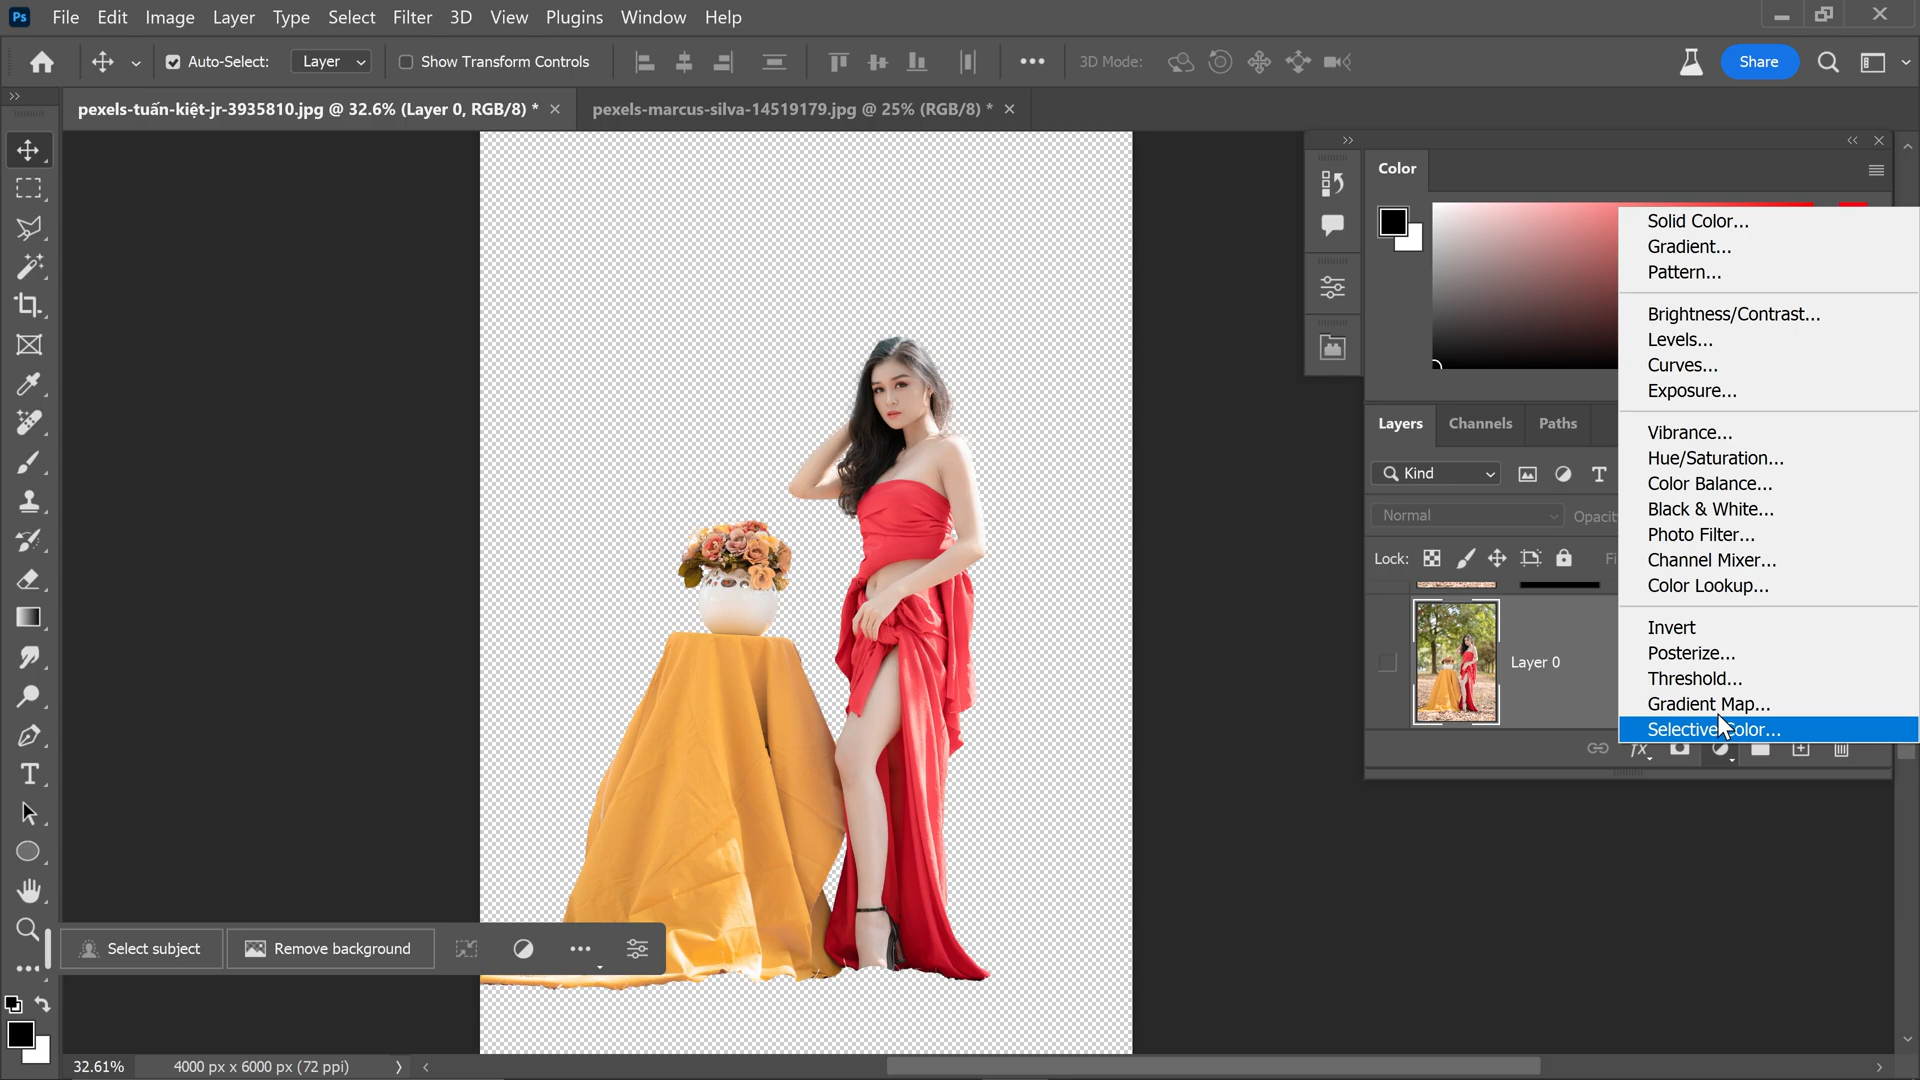 Ps File Edit Image Layer Type Select Filter 3D View Plugins Window Help
Auto-Select: Layer Show Transform Controls 3D Mode: Share
pexels-tuấn-kiệt-jr-3935810.jpg @ 32.6% (Layer 0, RGB/8) *
pexels-marcus-silva-14519179.jpg @ 25% (RGB/8) *
Color
Solid Color...
Gradient...
Pattern...
Brightness/Contrast...
Levels...
Curves...
Exposure...
Vibrance...
Hue/Saturation...
Color Balance...
Black & White...
Photo Filter...
Channel Mixer...
Color Lookup...
Invert
Posterize...
Threshold...
Gradient Map...
Selective Color...
Layers Channels Paths
Kind
Normal
Lock:
Layer 0
fx
Select subject
Remove background
32.61% 4000 px x 6000 px (72 ppi)